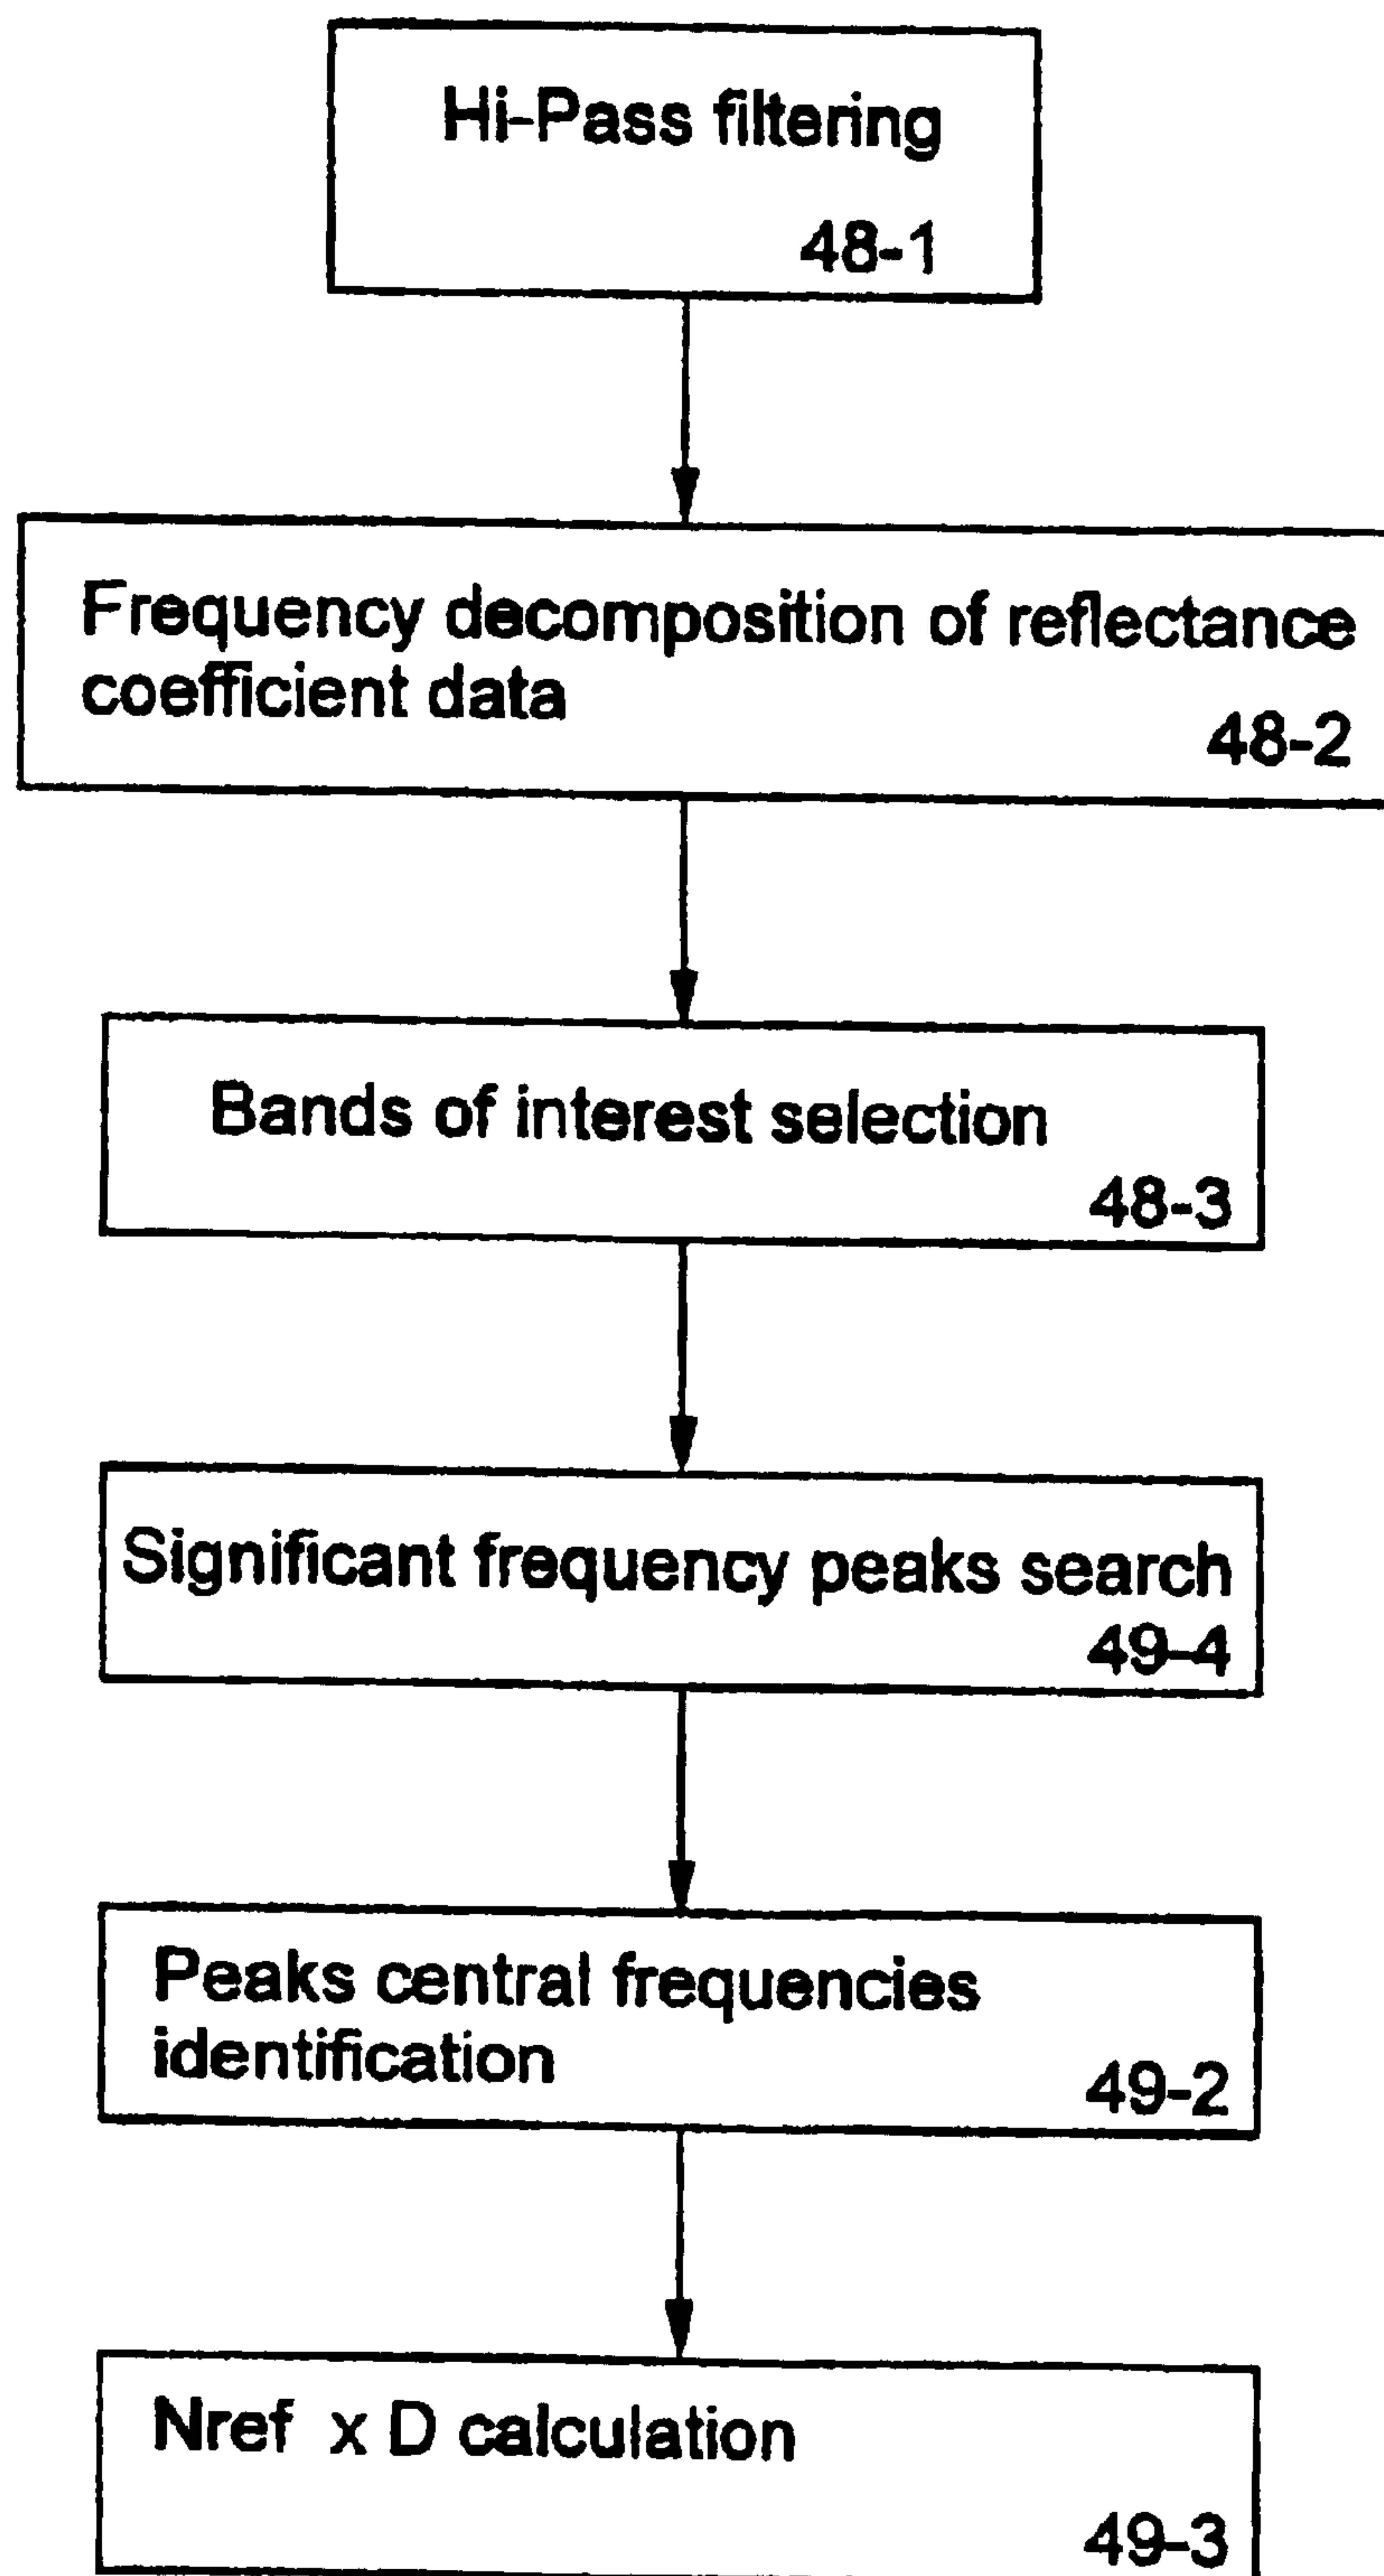 Hi-Pass filtering
48-1
Frequency decomposition of reflectance
coefficient data
48-2
Bands of interest selection
48-3
Significant frequency peaks search
49-4
Peaks central frequencies
identification
49-2
Nref x D calculation
49-3